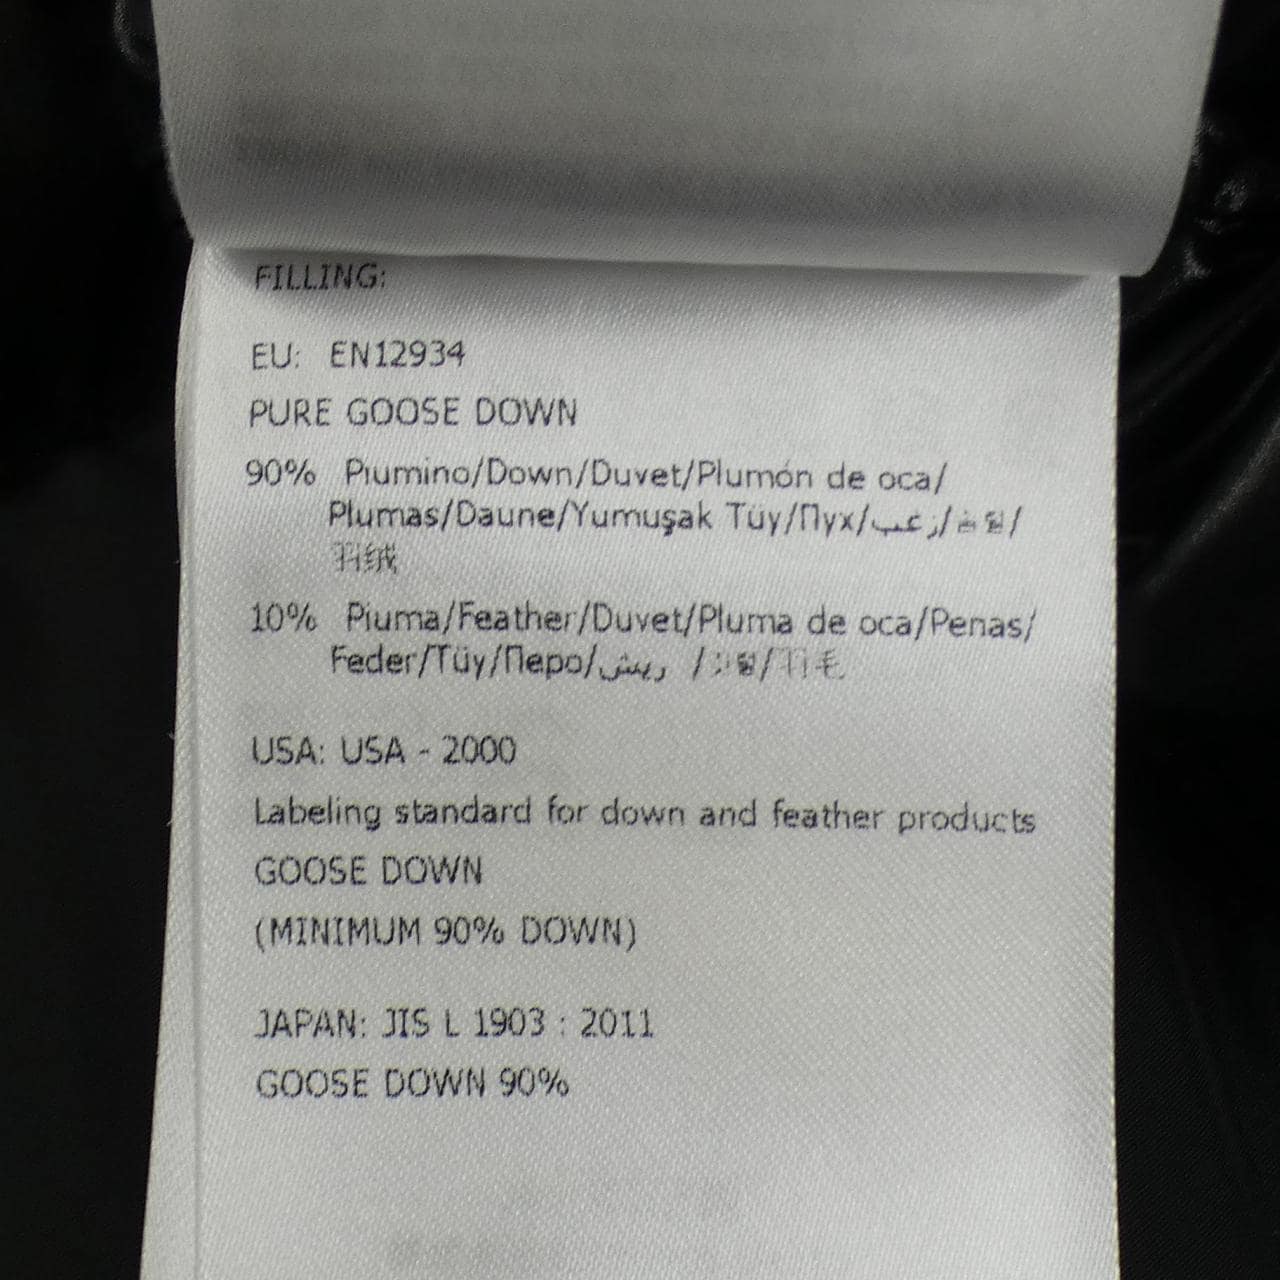 FILLING:
EU: EN12934
PURE GOOSE DOWN
90% Piumino/Down/Duvet/Plumón de oca/
Plumas/Daune/Yumuşak Tüy/Пух/زغب/
羽绒
10% Piuma/Feather/Duvet/Pluma de oca/Penas/
Feder/Tüy/Перо/ريش /羽毛
USA: USA - 2000
Labeling standard for down and feather products
GOOSE DOWN
(MINIMUM 90% DOWN)
JAPAN: JIS L 1903 : 2011
GOOSE DOWN 90%